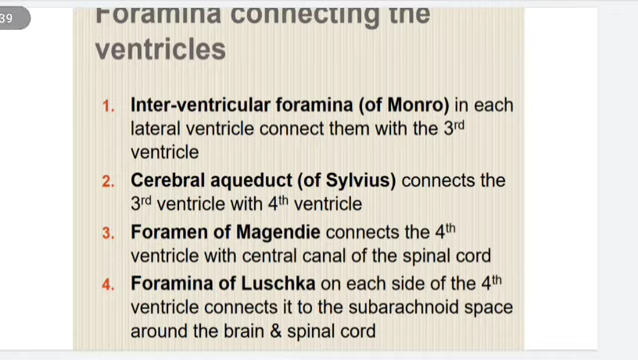 39
Foramina connecting the
ventricles
1. Inter-ventricular foramina (of Monro) in each
lateral ventricle connect them with the 3rd
ventricle
2. Cerebral aqueduct (of Sylvius) connects the
3rd ventricle with 4th ventricle
3. Foramen of Magendie connects the 4th
ventricle with central canal of the spinal cord
4. Foramina of Luschka on each side of the 4th
ventricle connects it to the subarachnoid space
around the brain & spinal cord